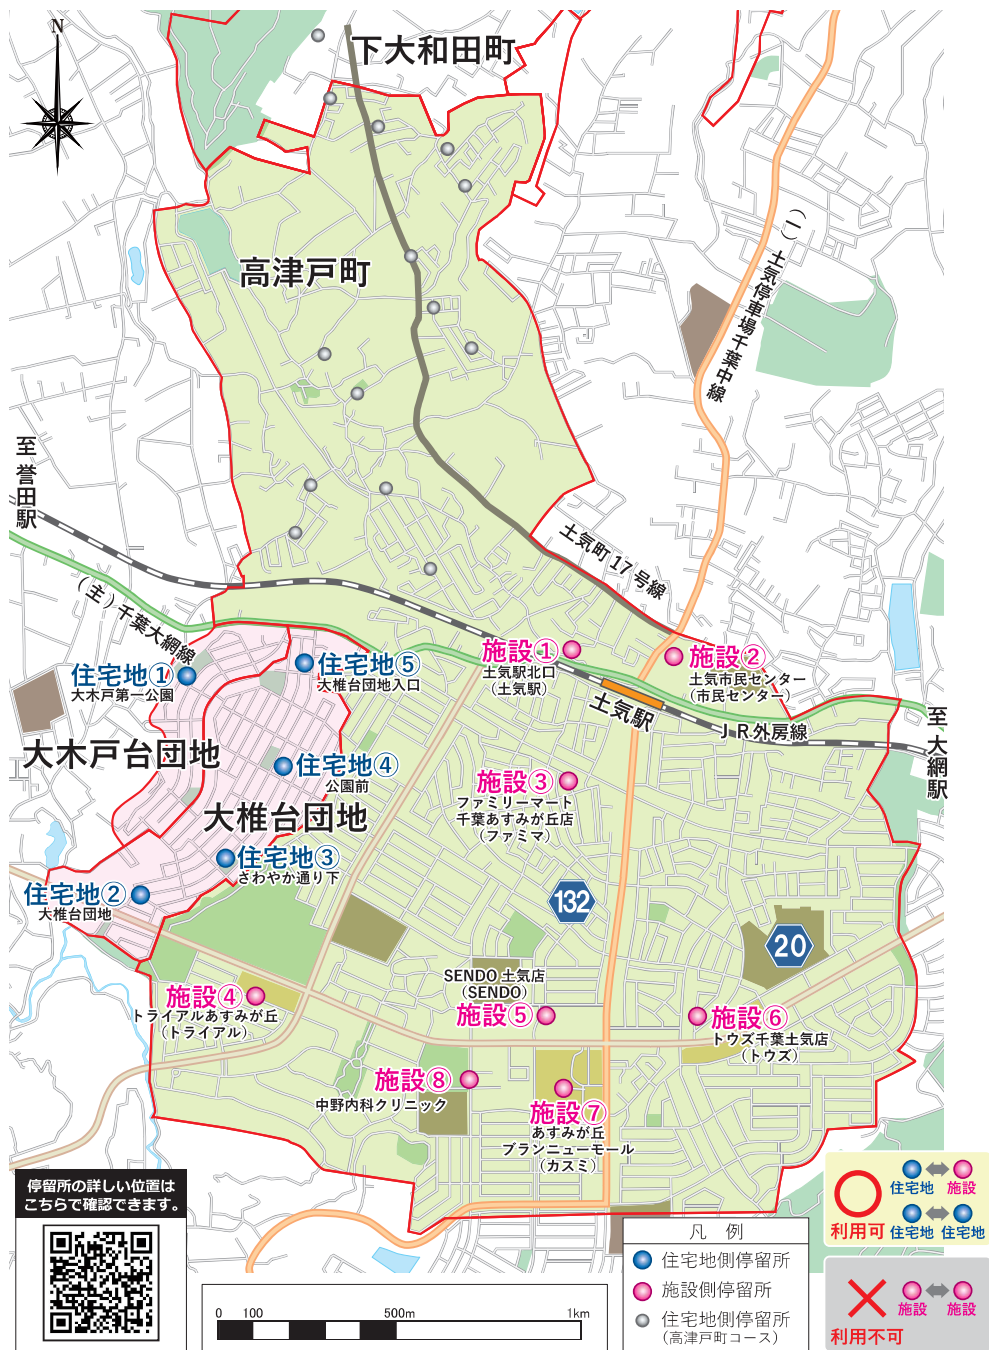 N
下大和田町
高津戸町
(一)土気停車場千葉中線
至 誉田駅
土気町17号線
(主)千葉大網線
住宅地①
大木戸第一公園
住宅地⑤
大椎台団地入口
施設①
土気駅北口
(土気駅)
施設②
土気市民センター
(市民センター)
土気駅
JR外房線
至 大網駅
大木戸台団地
住宅地④
公園前
大椎台団地
施設③
ファミリーマート
千葉あすみが丘店
(ファミマ)
住宅地③
さわやか通り下
住宅地②
大椎台団地
132
20
SENDO 土気店
(SENDO)
施設⑤
施設④
トライアルあすみが丘
(トライアル)
施設⑥
トウズ千葉土気店
(トウズ)
施設⑧
中野内科クリニック
施設⑦
あすみが丘
ブランニューモール
(カスミ)
停留所の詳しい位置は
こちらで確認できます。
0 100 500m 1km
凡 例
住宅地側停留所
施設側停留所
住宅地側停留所
(高津戸町コース)
利用可
住宅地 施設
住宅地 住宅地
利用不可
施設 施設